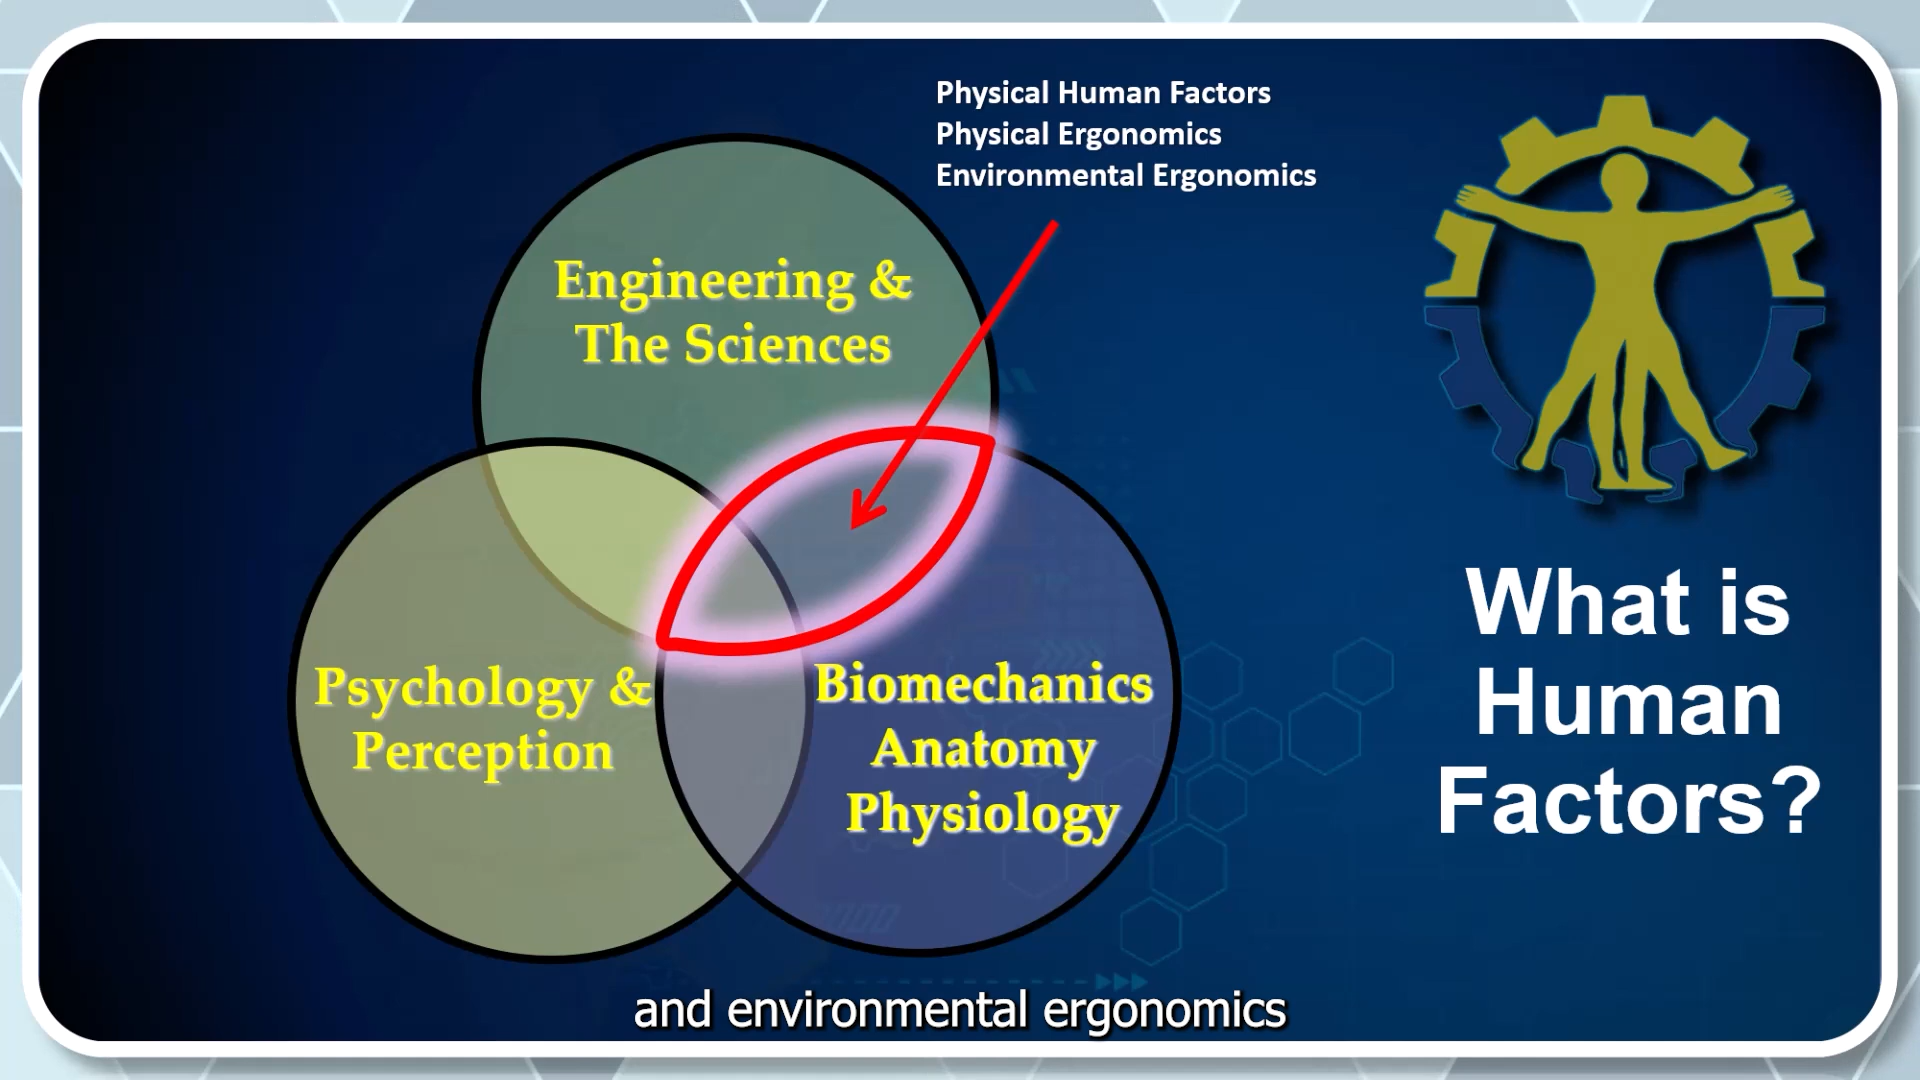 Physical Human Factors
Physical Ergonomics
Environmental Ergonomics
Engineering &
The Sciences
Psychology &
Perception
Biomechanics
Anatomy
Physiology
What is
Human
Factors?
and environmental ergonomics